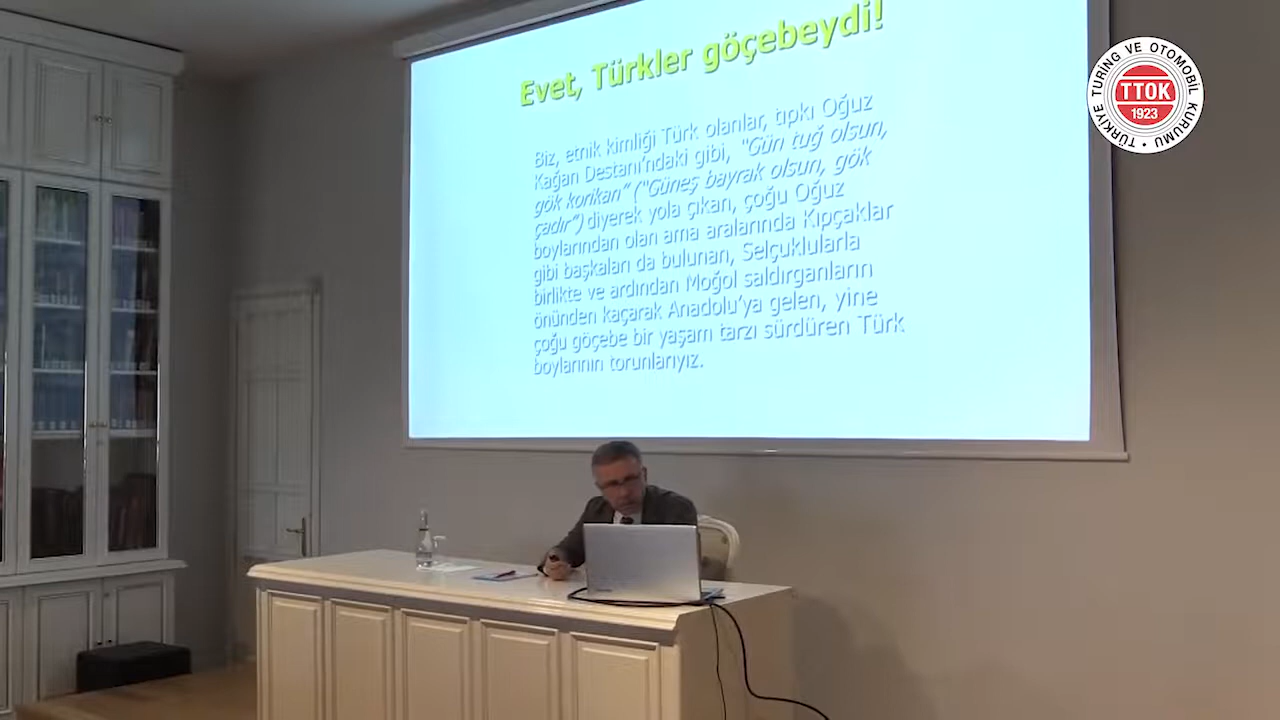 Evet, Türkler göçebeydi!
Biz, etnik kimliği Türk olanlar, tıpkı Oğuz
Kağan Destanı’ndaki gibi, “Gün tuğ olsun,
gök korikan” (“Güneş bayrak olsun, gök
çadır”) diyerek yola çıkan, çoğu Oğuz
boylarından olan ama aralarında Kıpçaklar
gibi başkaları da bulunan, Selçuklularla
birlikte ve ardından Moğol saldırganların
önünden kaçarak Anadolu’ya gelen, yine
çoğu göçebe bir yaşam tarzı sürdüren Türk
boylarının torunlarıyız.
TÜRKİYE TURİNG VE OTOMOBİL KURUMU
TTOK
1923